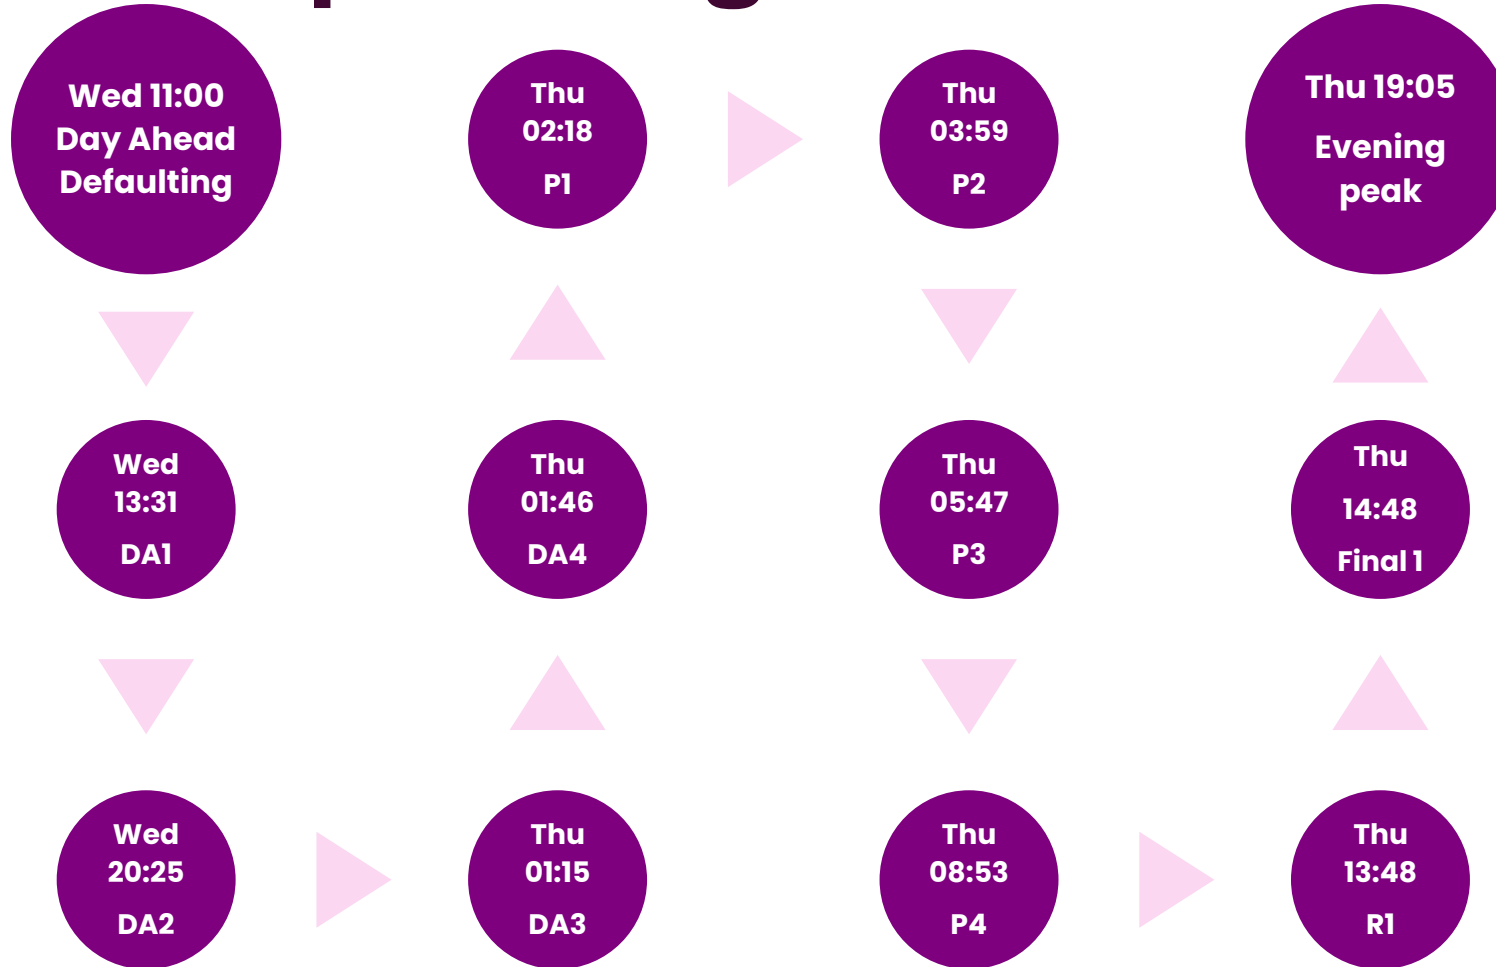 Wed 11:00
Day Ahead
Defaulting
Wed
13:31
DA1
Wed
20:25
DA2
Thu
01:15
DA3
Thu
01:46
DA4
Thu
02:18
P1
Thu
03:59
P2
Thu
05:47
P3
Thu
08:53
P4
Thu
13:48
R1
Thu
14:48
Final 1
Thu 19:05
Evening
peak